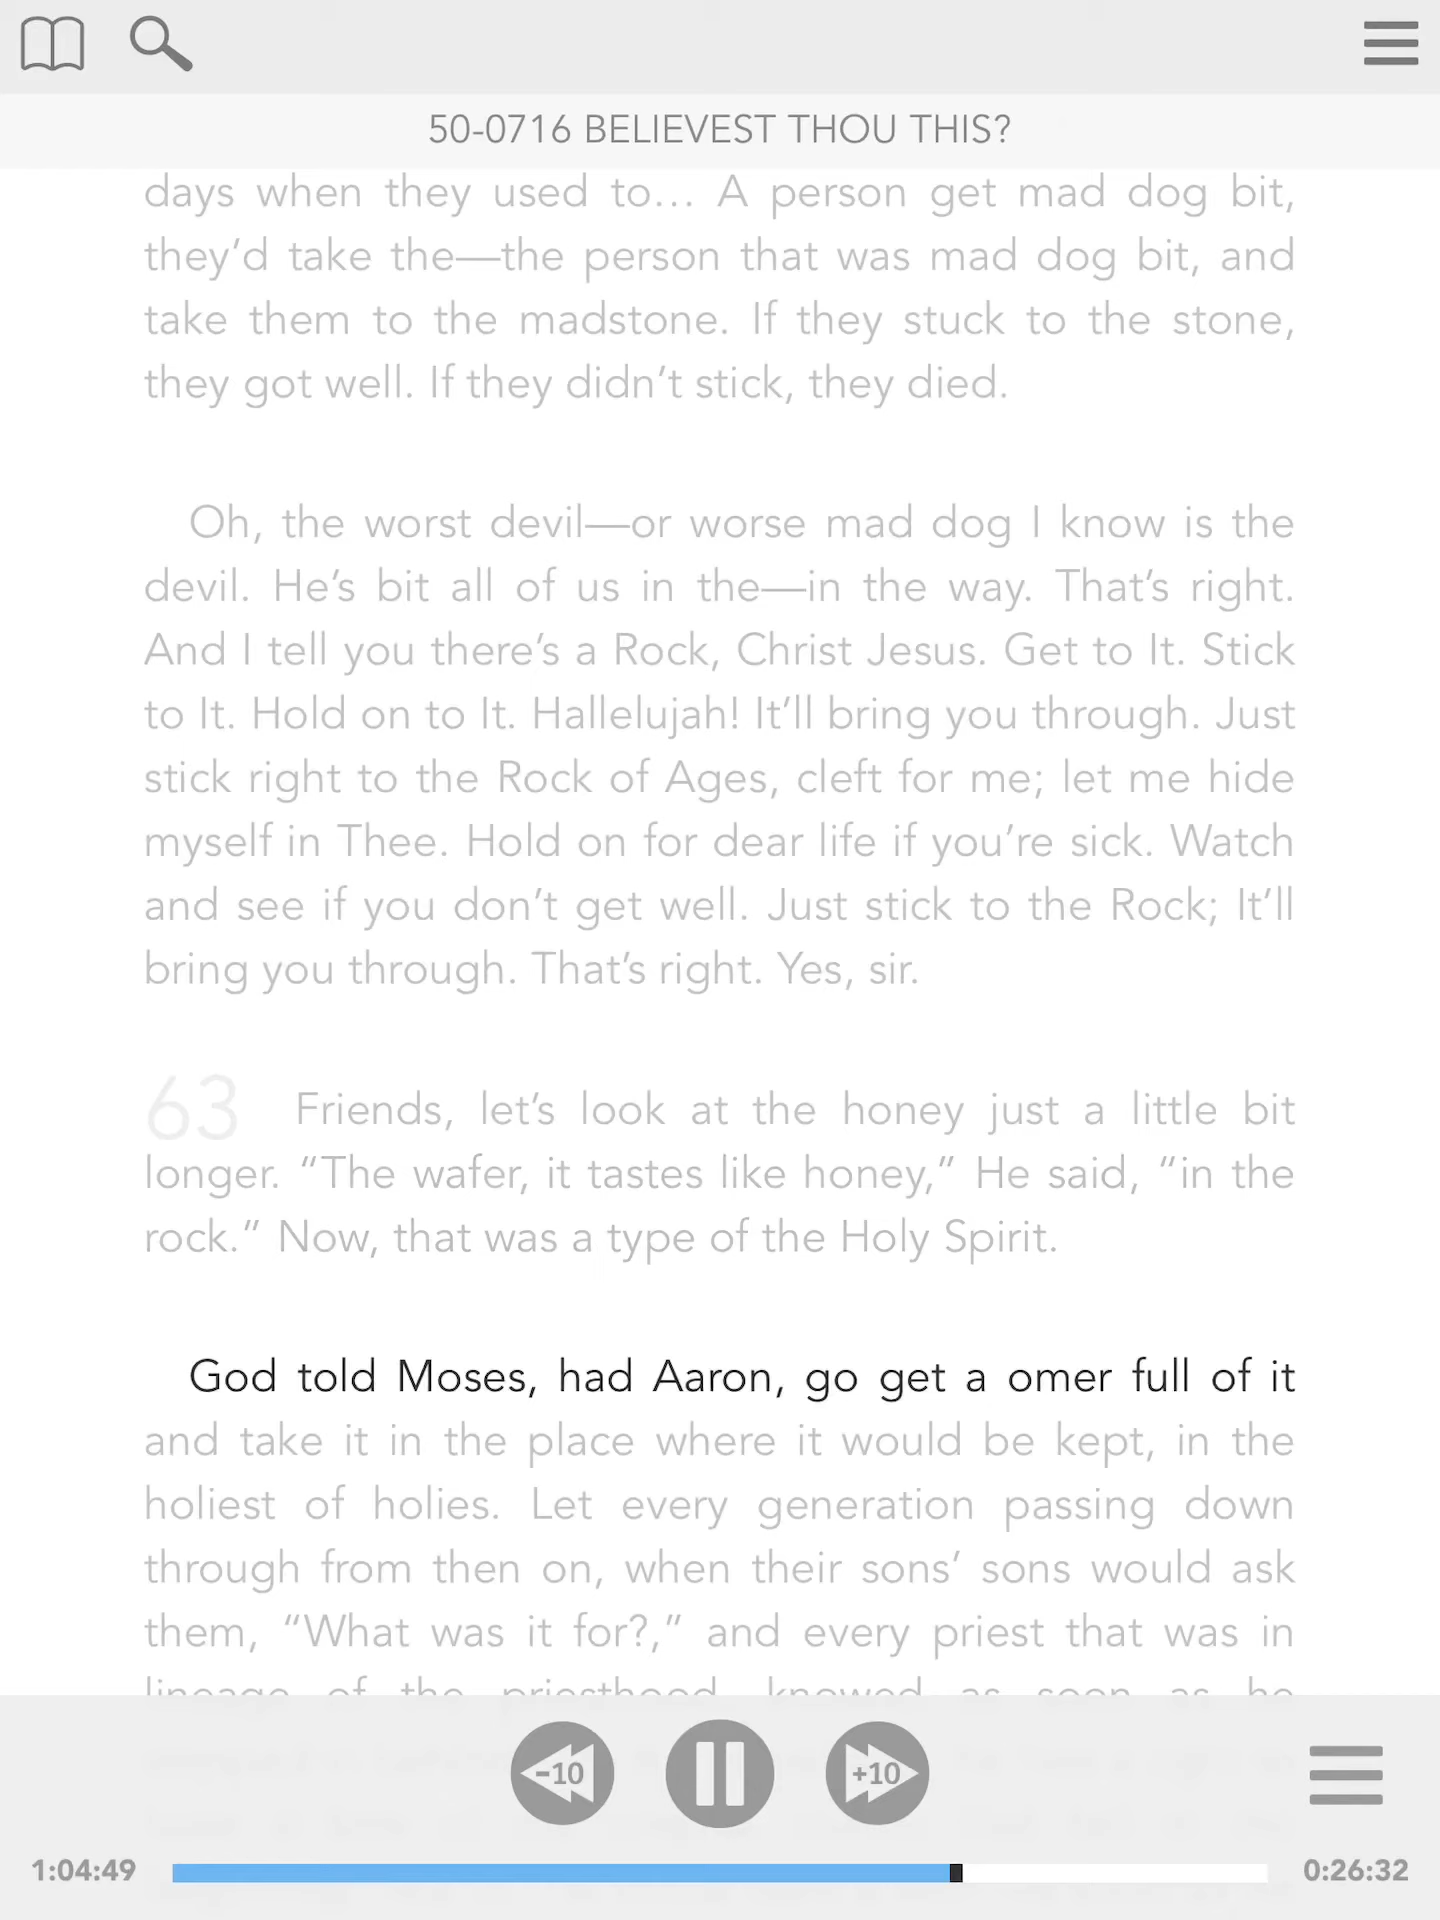 50-0716 BELIEVEST THOU THIS?
days when they used to… A person get mad dog bit,
they’d take the—the person that was mad dog bit, and
take them to the madstone. If they stuck to the stone,
they got well. If they didn’t stick, they died.
Oh, the worst devil—or worse mad dog I know is the
devil. He’s bit all of us in the—in the way. That’s right.
And I tell you there’s a Rock, Christ Jesus. Get to It. Stick
to It. Hold on to It. Hallelujah! It’ll bring you through. Just
stick right to the Rock of Ages, cleft for me; let me hide
myself in Thee. Hold on for dear life if you’re sick. Watch
and see if you don’t get well. Just stick to the Rock; It’ll
bring you through. That’s right. Yes, sir.
63 Friends, let’s look at the honey just a little bit
longer. “The wafer, it tastes like honey,” He said, “in the
rock.” Now, that was a type of the Holy Spirit.
God told Moses, had Aaron, go get a omer full of it
and take it in the place where it would be kept, in the
holiest of holies. Let every generation passing down
through from then on, when their sons’ sons would ask
them, “What was it for?,” and every priest that was in
lineage of the priesthood, knowed as soon as he
-10 +10
1:04:49 0:26:32